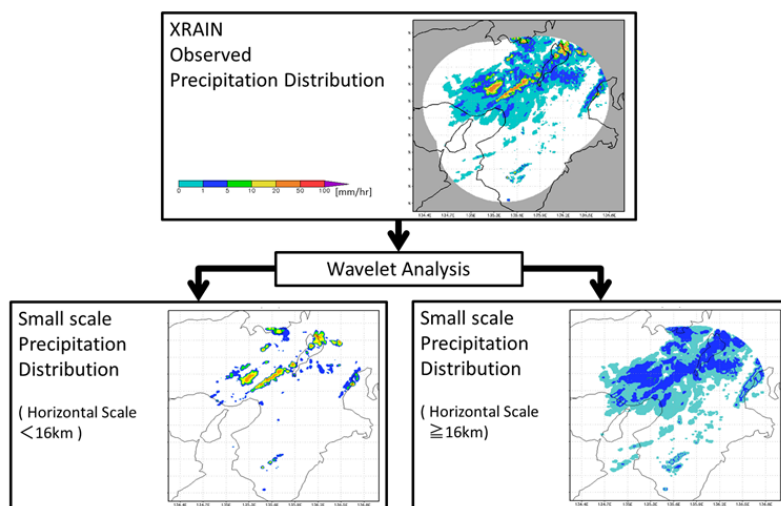 XRAIN
Observed
Precipitation Distribution
0 1 5 10 20 50 100
[mm/hr]
Wavelet Analysis
Small scale
Precipitation
Distribution
( Horizontal Scale
<16km )
Small scale
Precipitation
Distribution
( Horizontal Scale
≧16km)